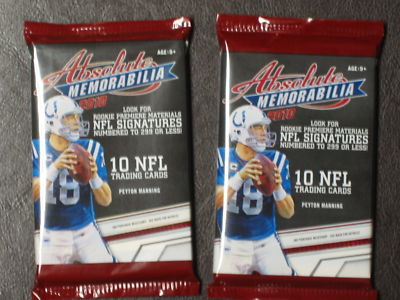 AGE: 9+
Absolute
MEMORABILIA
2010
LOOK FOR
ROOKIE PREMIERE MATERIALS
NFL SIGNATURES
NUMBERED TO 299 OR LESS!
10 NFL
TRADING CARDS
PEYTON MANNING
18
AGE: 9+
Absolute
MEMORABILIA
2010
LOOK FOR
ROOKIE PREMIERE MATERIALS
NFL SIGNATURES
NUMBERED TO 299 OR LESS!
10 NFL
TRADING CARDS
PEYTON MANNING
18